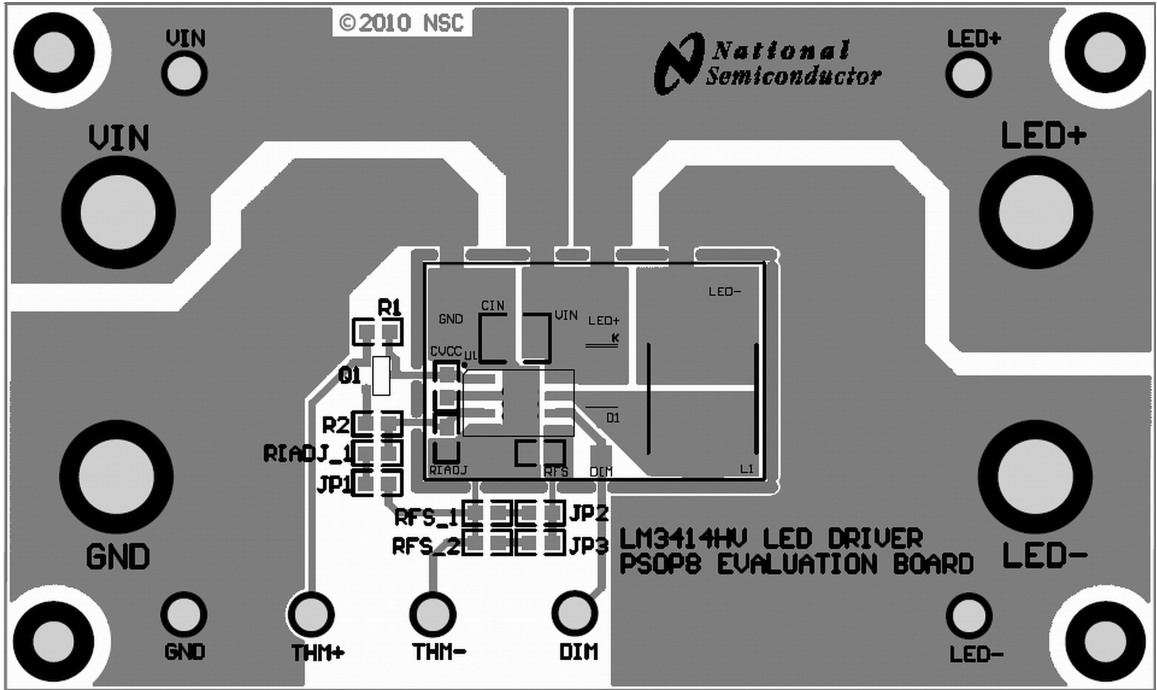 ©2010 NSC
VIN
National
Semiconductor
LED+
VIN
LED+
LED-
CIN
GND
VIN
LED+
R1
K
CVCC
U1
Q1
D1
R2
RIADJ_1
RIADJ
RFS
DIM
L1
JP1
RFS_1
JP2
RFS_2
JP3
LM3414HV LED DRIVER
PSOP8 EVALUATION BOARD
GND
LED-
GND
THM+
THM-
DIM
LED-